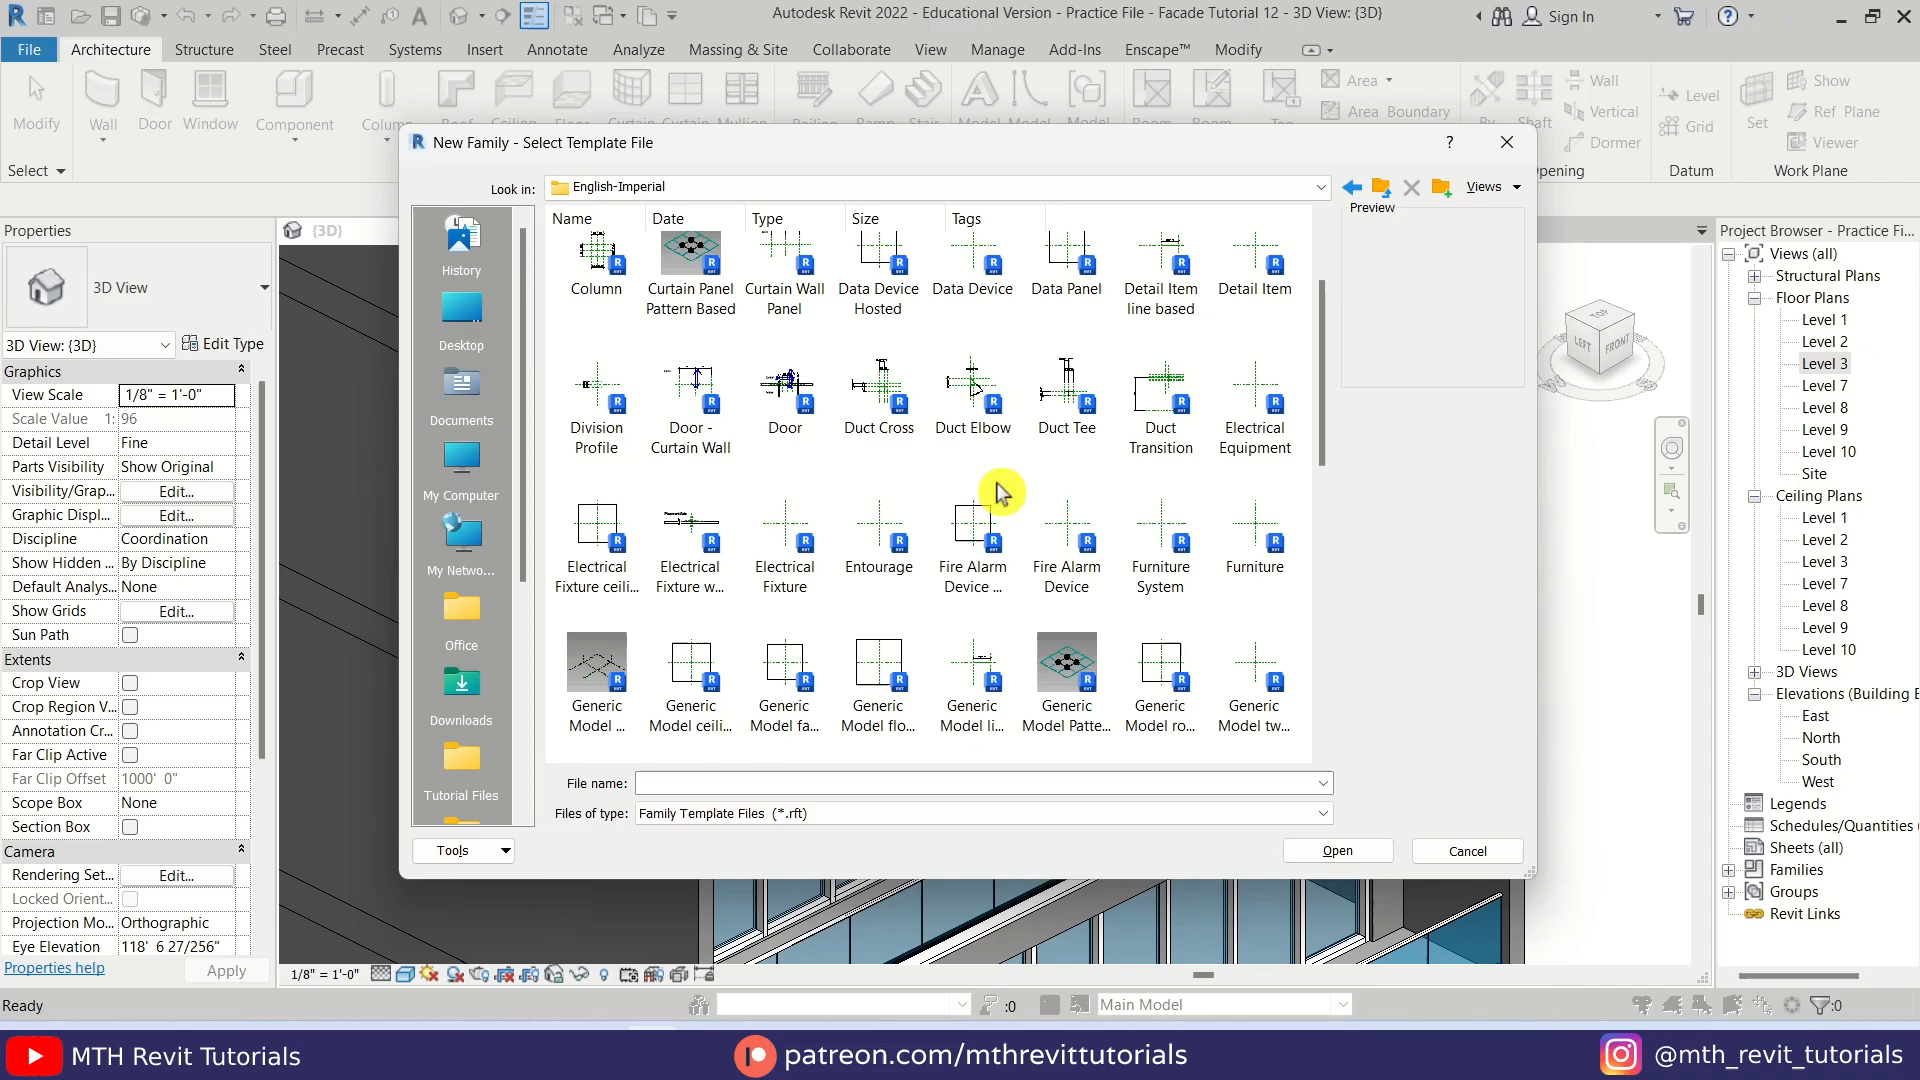 Autodesk Revit 2022 - Educational Version - Practice File - Facade Tutorial 12 - 3D View: {3D}
Sign In
File Architecture Structure Steel Precast Systems Insert Annotate Analyze Massing & Site Collaborate View Manage Add-Ins Enscape™ Modify
Modify Wall Door Window Component
Area
Area Boundary
Shaft
Wall
Vertical
Dormer
Level
Grid
Set
Show
Ref Plane
Viewer
Select
Datum
Work Plane
New Family - Select Template File
Look in: English-Imperial
Views
Preview
Name Date Type Size Tags
History
Desktop
Documents
My Computer
My Netwo...
Office
Downloads
Tutorial Files
Column
Curtain Panel Pattern Based
Curtain Wall Panel
Data Device Hosted
Data Device
Data Panel
Detail Item line based
Detail Item
Division Profile
Door - Curtain Wall
Door
Duct Cross
Duct Elbow
Duct Tee
Duct Transition
Electrical Equipment
Electrical Fixture ceili...
Electrical Fixture w...
Electrical Fixture
Entourage
Fire Alarm Device ...
Fire Alarm Device
Furniture System
Furniture
Generic Model ...
Generic Model ceili...
Generic Model fa...
Generic Model flo...
Generic Model li...
Generic Model Patte...
Generic Model ro...
Generic Model tw...
File name:
Files of type: Family Template Files (*.rft)
Tools
Open
Cancel
Properties
3D View
3D View: {3D}
Edit Type
Graphics
View Scale 1/8" = 1'-0"
Scale Value 1: 96
Detail Level Fine
Parts Visibility Show Original
Visibility/Grap... Edit...
Graphic Displ... Edit...
Discipline Coordination
Show Hidden ... By Discipline
Default Analys... None
Show Grids Edit...
Sun Path
Extents
Crop View
Crop Region V...
Annotation Cr...
Far Clip Active
Far Clip Offset 1000' 0"
Scope Box None
Section Box
Camera
Rendering Set... Edit...
Locked Orient...
Projection Mo... Orthographic
Eye Elevation 118' 6 27/256"
Properties help
Apply
{3D}
TOP
LEFT
FRONT
Project Browser - Practice Fi...
Views (all)
Structural Plans
Floor Plans
Level 1
Level 2
Level 3
Level 7
Level 8
Level 9
Level 10
Site
Ceiling Plans
Level 1
Level 2
Level 3
Level 7
Level 8
Level 9
Level 10
3D Views
Elevations (Building E
East
North
South
West
Legends
Schedules/Quantities
Sheets (all)
Families
Groups
Revit Links
1/8" = 1'-0"
Ready
:0
Main Model
:0
MTH Revit Tutorials
patreon.com/mthrevittutorials
@mth_revit_tutorials